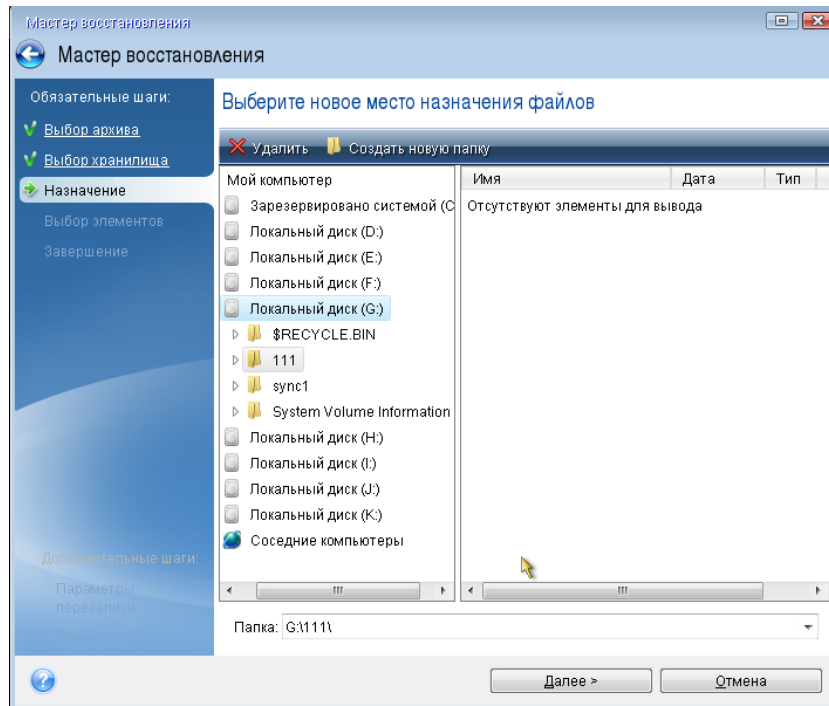 Мастер восстановления
Мастер восстановления
Обязательные шаги:
Выбор архива
Выбор хранилища
Назначение
Выбор элементов
Завершение
Дополнительные шаги:
Параметры
перезаписи
Выберите новое место назначения файлов
Удалить Создать новую папку
Мой компьютер
Зарезервировано системой (C
Локальный диск (D:)
Локальный диск (E:)
Локальный диск (F:)
Локальный диск (G:)
$RECYCLE.BIN
111
sync1
System Volume Information
Локальный диск (H:)
Локальный диск (I:)
Локальный диск (J:)
Локальный диск (K:)
Соседние компьютеры
Имя Дата Тип
Отсутствуют элементы для вывода
Папка: G:\111\
Далее > Отмена